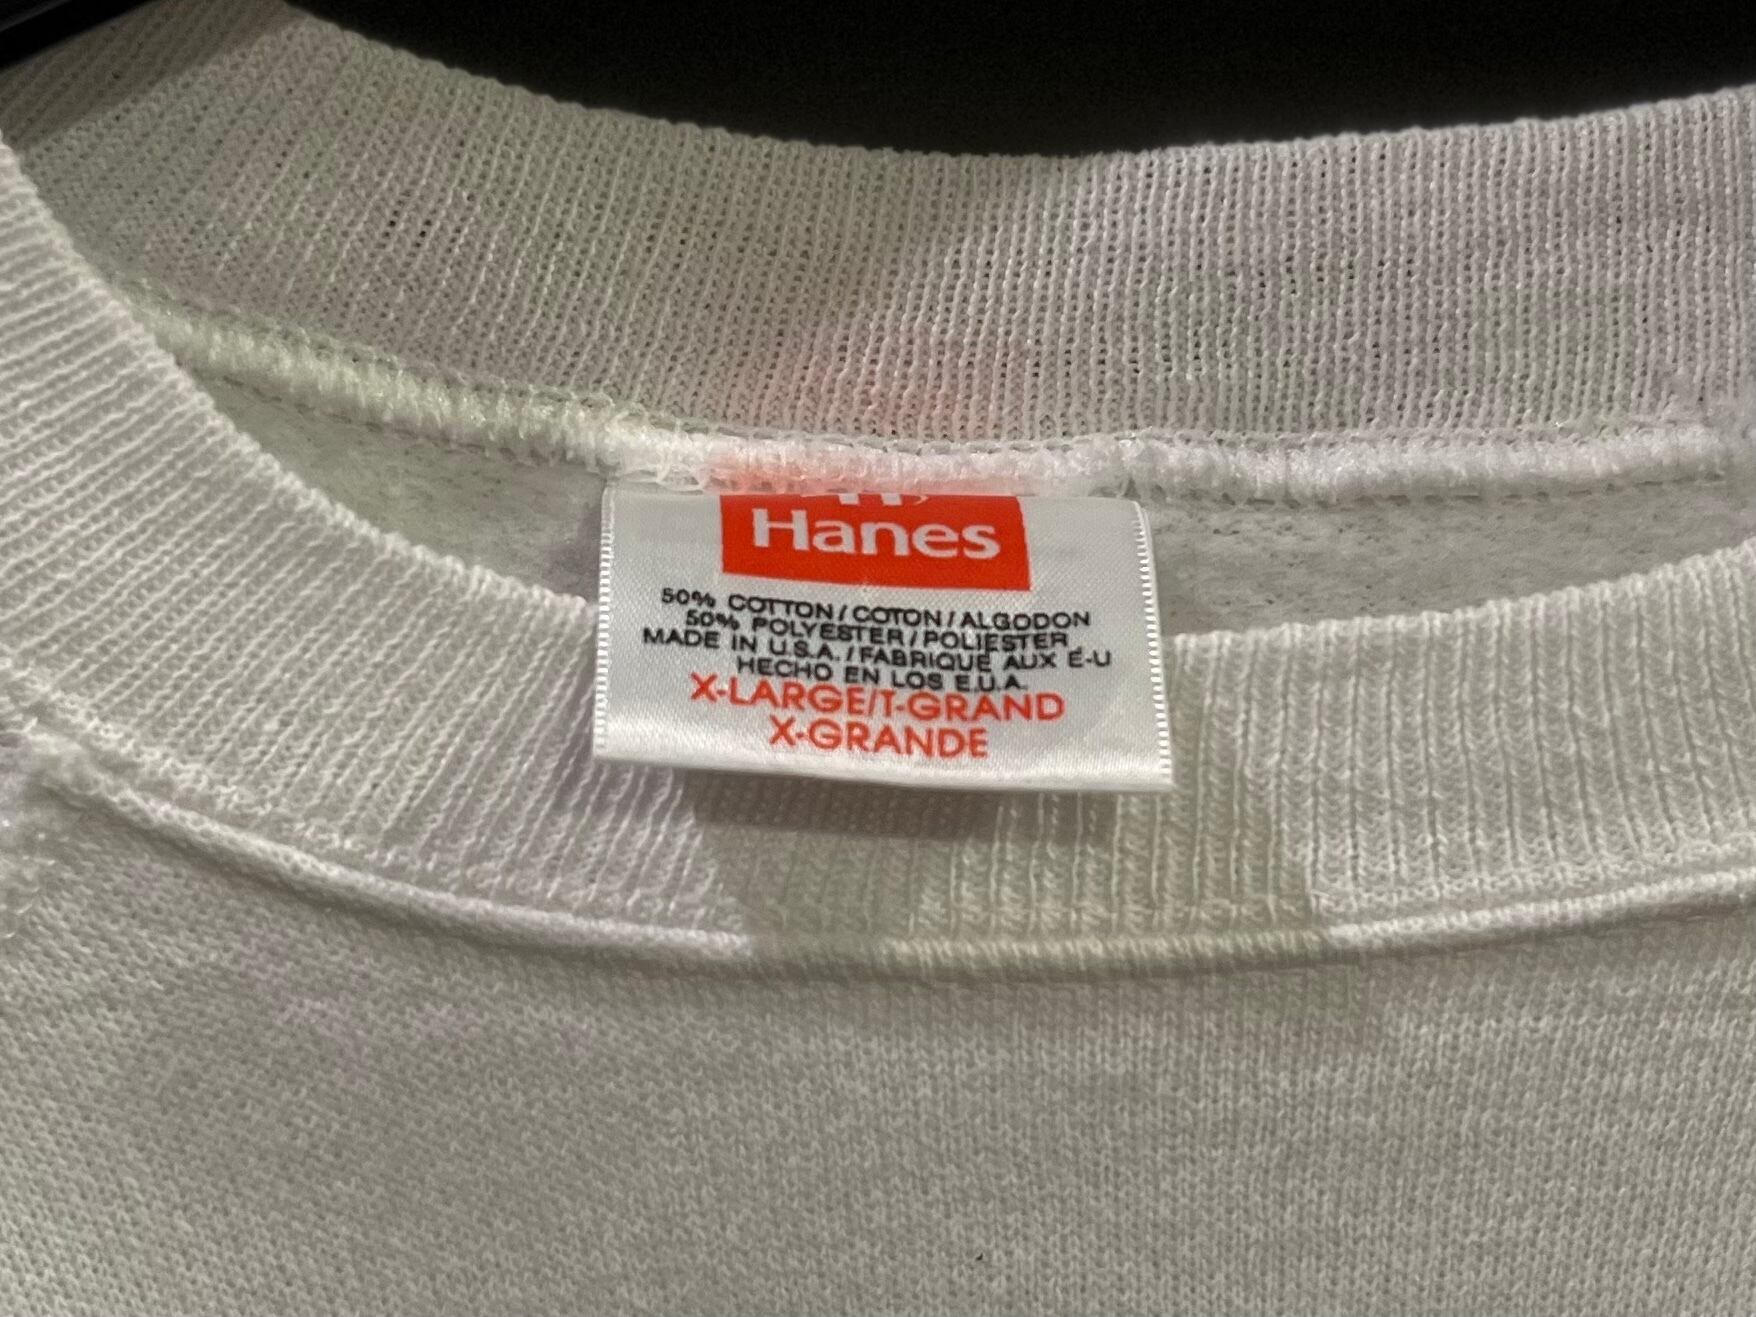 Hanes
50% COTTON/COTON/ALGODON
50% POLYESTER/POLIESTER
MADE IN U.S.A./FABRIQUÉ AUX É-U
HECHO EN LOS E.U.A.
X-LARGE/T-GRAND
X-GRANDE